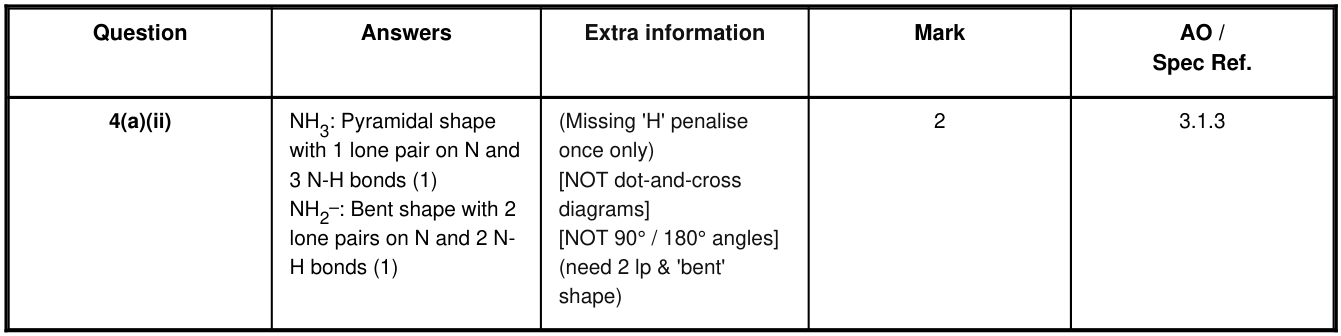 Question Answers Extra information Mark AO /
Spec Ref.
4(a)(ii)
NH3: Pyramidal shape
with 1 lone pair on N and
3 N-H bonds (1)
NH2–: Bent shape with 2
lone pairs on N and 2 N-
H bonds (1)
(Missing 'H' penalise
once only)
[NOT dot-and-cross
diagrams]
[NOT 90° / 180° angles]
(need 2 lp & 'bent'
shape)
2
3.1.3